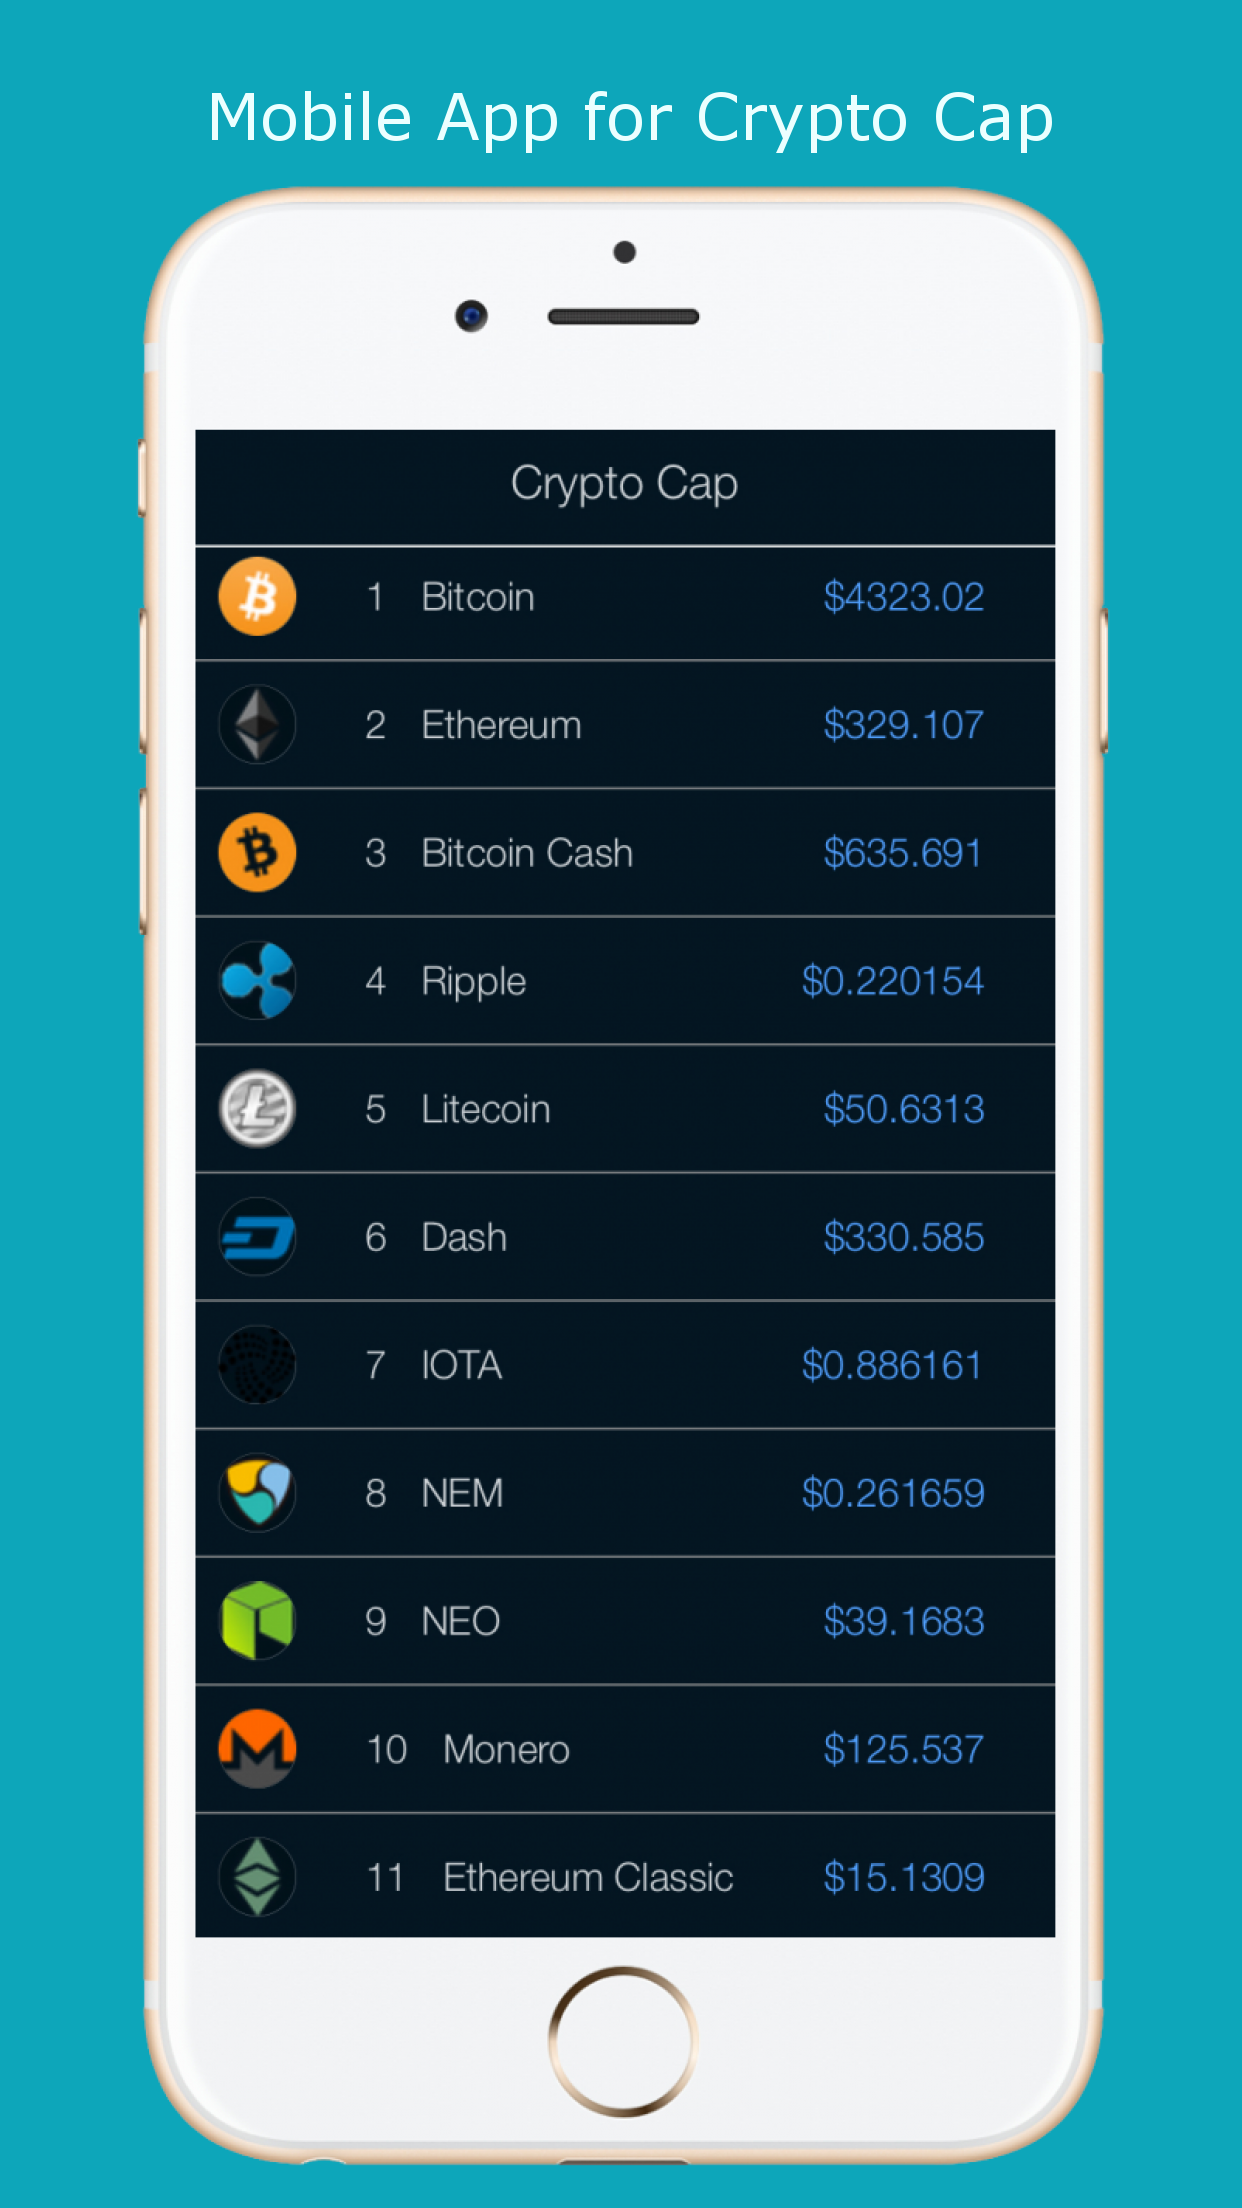 Mobile App for Crypto Cap
Crypto Cap
1 Bitcoin $4323.02
2 Ethereum $329.107
3 Bitcoin Cash $635.691
4 Ripple $0.220154
5 Litecoin $50.6313
6 Dash $330.585
7 IOTA $0.886161
8 NEM $0.261659
9 NEO $39.1683
10 Monero $125.537
11 Ethereum Classic $15.1309